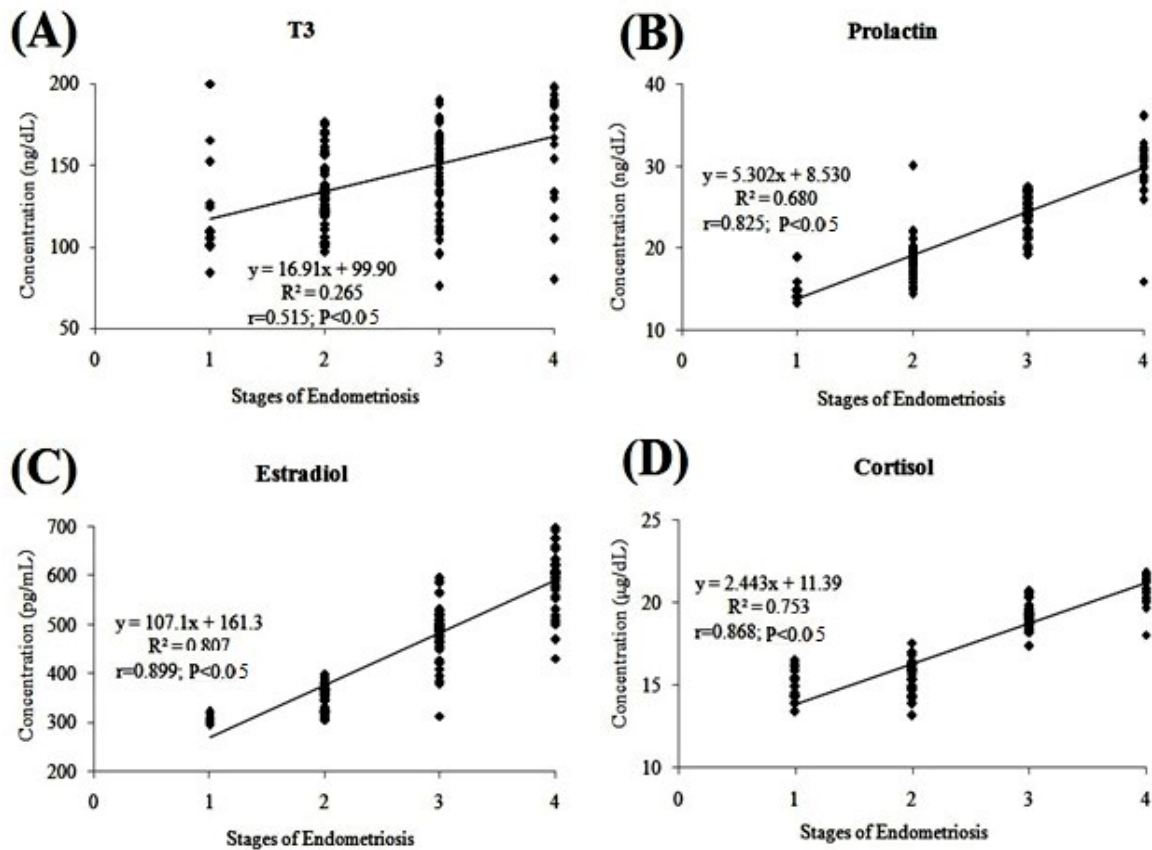 (A)
T3
Concentration (ng/dL)
200
150
100
50
y = 16.91x + 99.90
R² = 0.265
r=0.515; P<0.05
0 1 2 3 4
Stages of Endometriosis
(B)
Prolactin
Concentration (ng/dL)
40
30
20
10
y = 5.302x + 8.530
R² = 0.680
r=0.825; P<0.05
0 1 2 3 4
Stages of Endometriosis
(C)
Estradiol
Concentration (pg/mL)
700
600
500
400
300
200
y = 107.1x + 161.3
R² = 0.807
r=0.899; P<0.05
0 1 2 3 4
Stages of Endometriosis
(D)
Cortisol
Concentration (µg/dL)
25
20
15
10
y = 2.443x + 11.39
R² = 0.753
r=0.868; P<0.05
0 1 2 3 4
Stages of Endometriosis